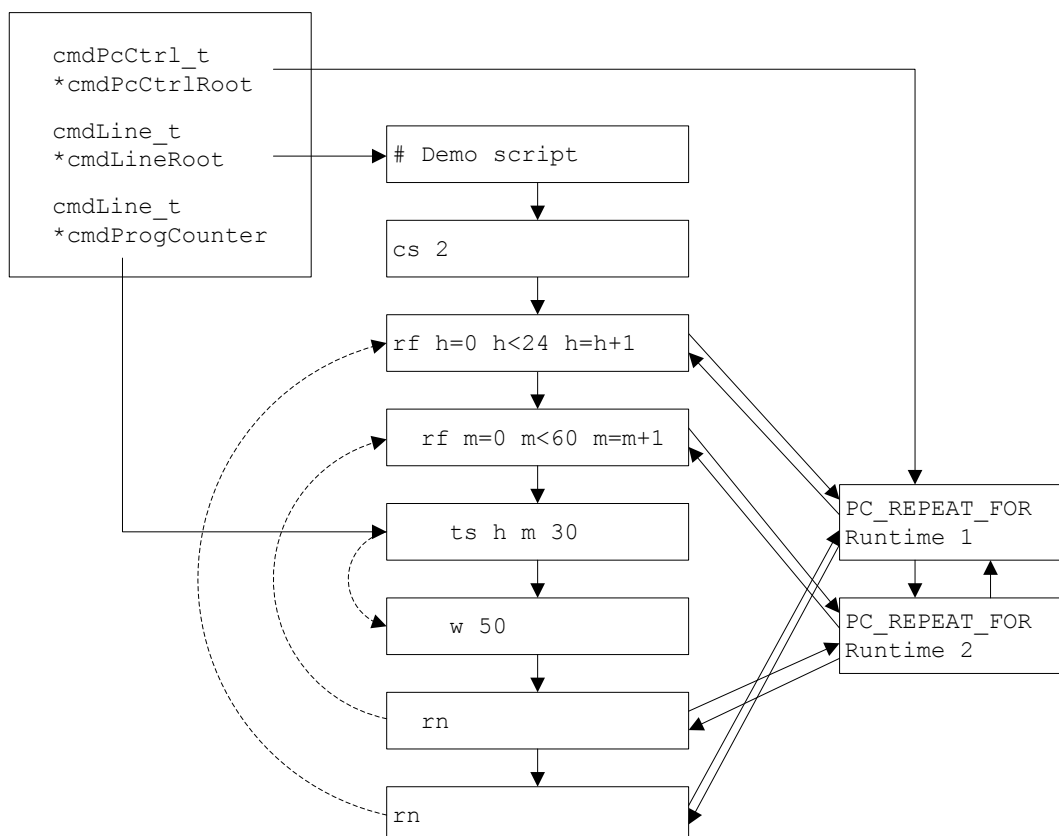 cmdPcCtrl_t
*cmdPcCtrlRoot
cmdLine_t
*cmdLineRoot
cmdLine_t
*cmdProgCounter
# Demo script
cs 2
rf h=0 h<24 h=h+1
rf m=0 m<60 m=m+1
ts h m 30
w 50
rn
rn
PC_REPEAT_FOR
Runtime 1
PC_REPEAT_FOR
Runtime 2